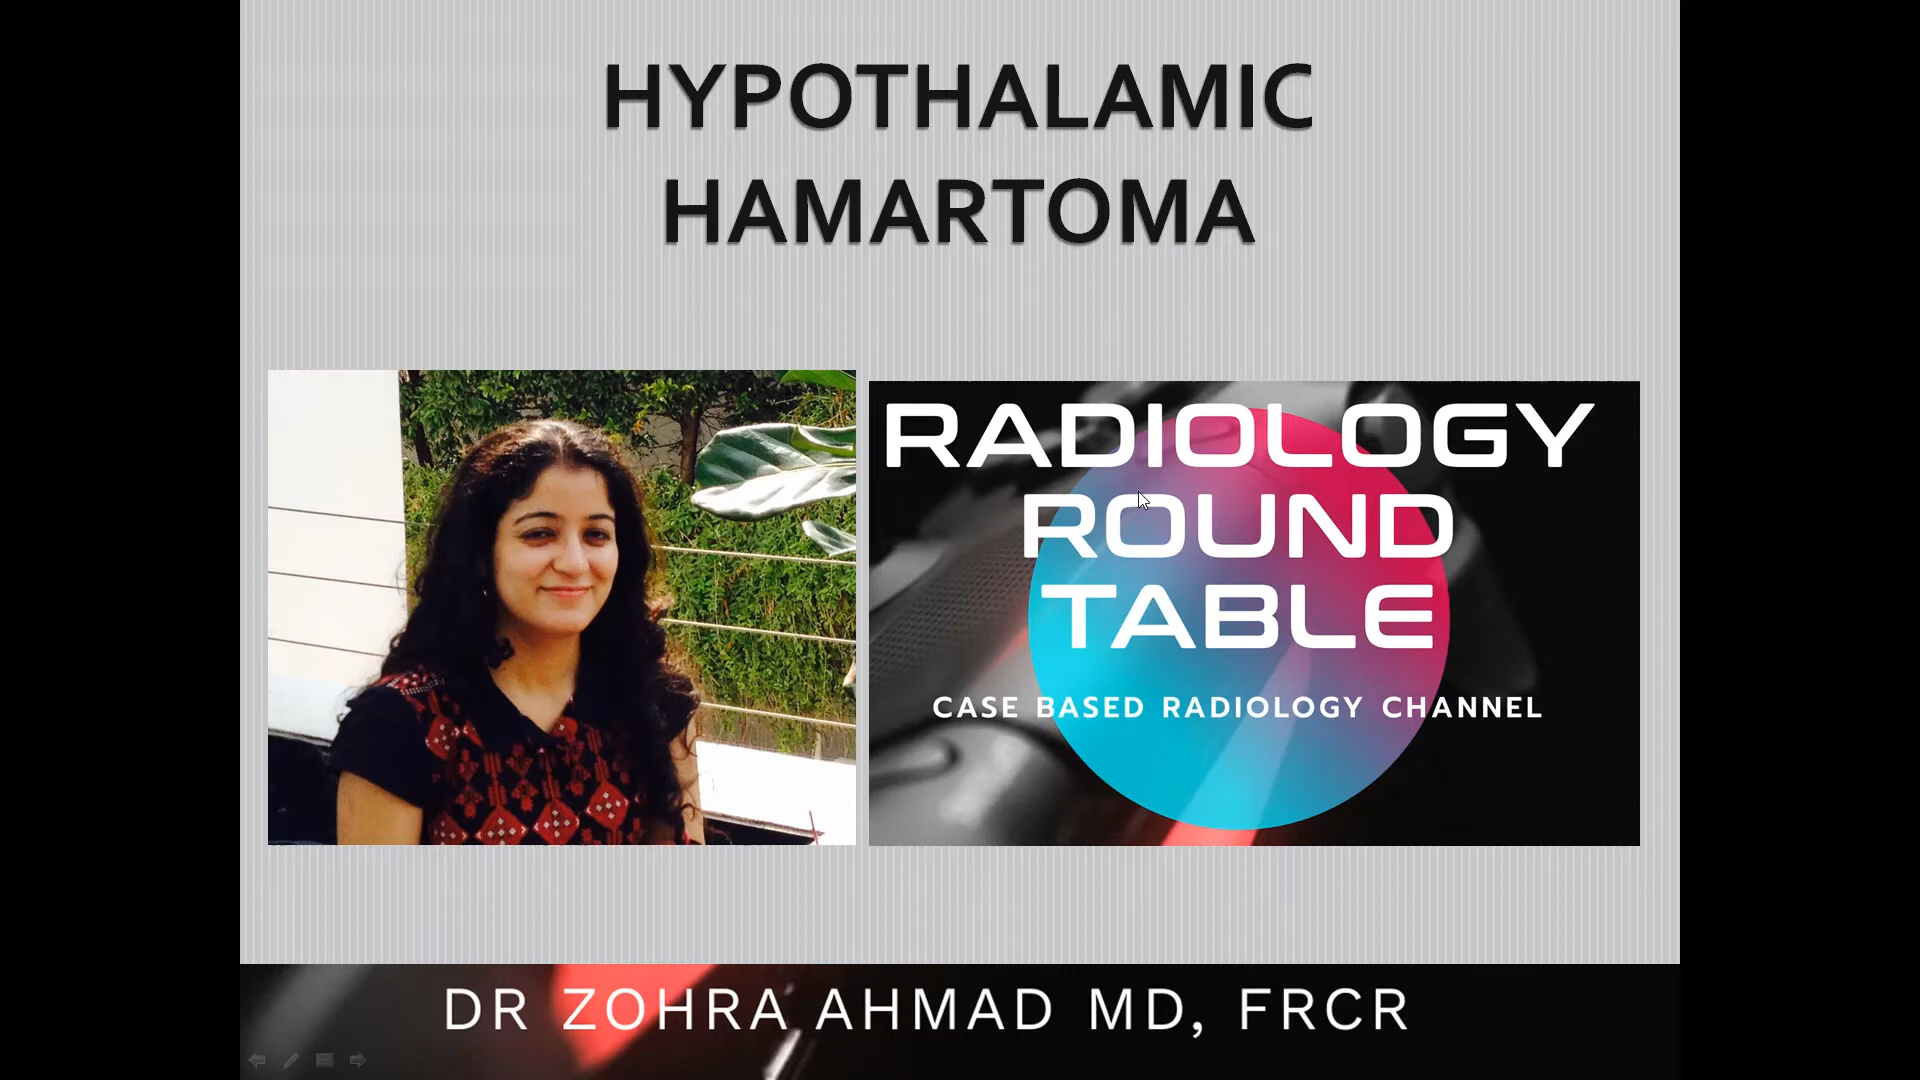 HYPOTHALAMIC
HAMARTOMA
RADIOLOGY
ROUND
TABLE
CASE BASED RADIOLOGY CHANNEL
DR ZOHRA AHMAD MD, FRCR